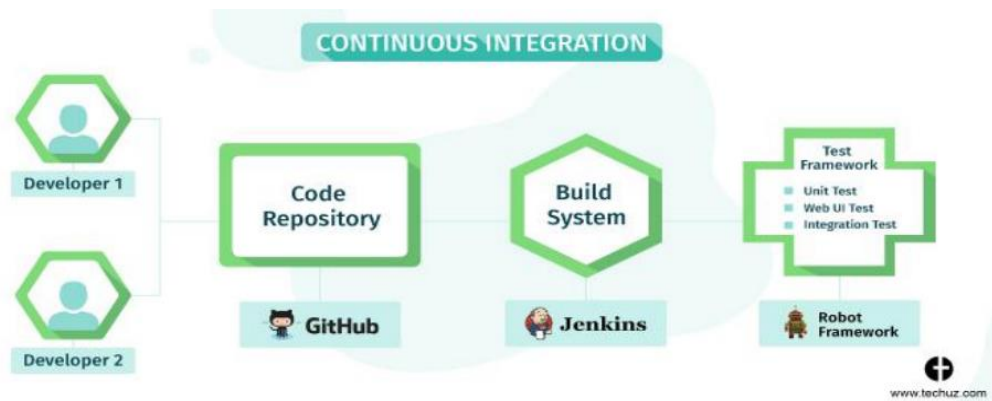 CONTINUOUS INTEGRATION
Developer 1
Developer 2
Code
Repository
GitHub
Build
System
Jenkins
Test
Framework
Unit Test
Web UI Test
Integration Test
Robot
Framework
www.techuz.com